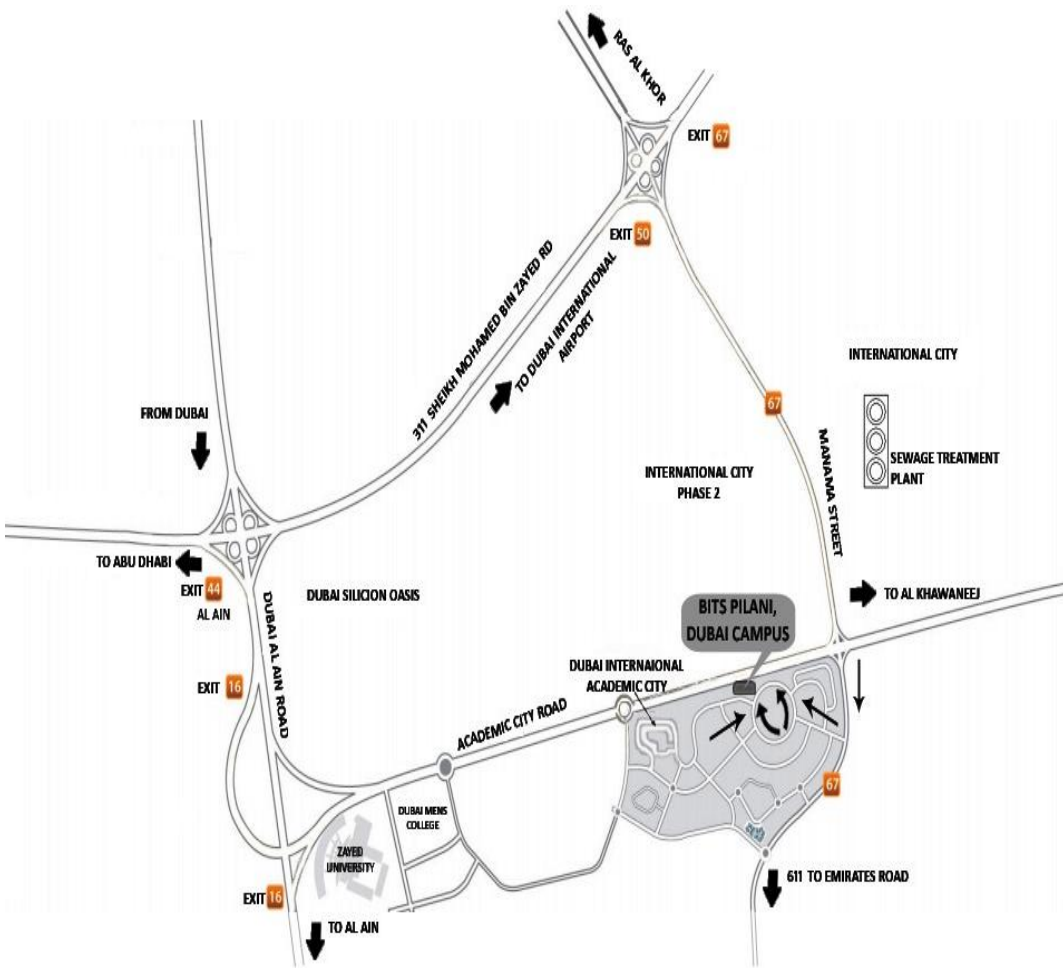 RAS AL KHOR
EXIT 67
EXIT 50
311 SHEIKH MOHAMED BIN ZAYED RD
TO DUBAI INTERNATIONAL
AIRPORT
INTERNATIONAL CITY
67
FROM DUBAI
MANAMA STREET
SEWAGE TREATMENT
PLANT
INTERNATIONAL CITY
PHASE 2
TO ABU DHABI
EXIT 44
AL AIN
DUBAI SILICION OASIS
TO AL KHAWANEEJ
BITS PILANI,
DUBAI CAMPUS
DUBAI AL AIN ROAD
DUBAI INTERNAIONAL
ACADEMIC CITY
EXIT 16
ACADEMIC CITY ROAD
67
DUBAI MENS
COLLEGE
ZAYED
UNIVERSITY
611 TO EMIRATES ROAD
EXIT 16
TO AL AIN